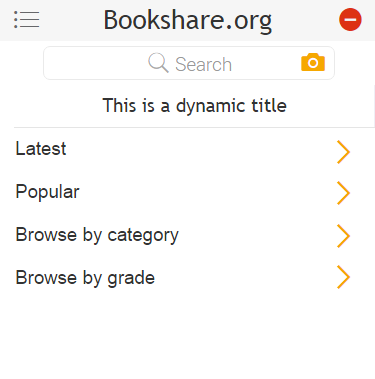 Bookshare.org
Search
This is a dynamic title
Latest
Popular
Browse by category
Browse by grade